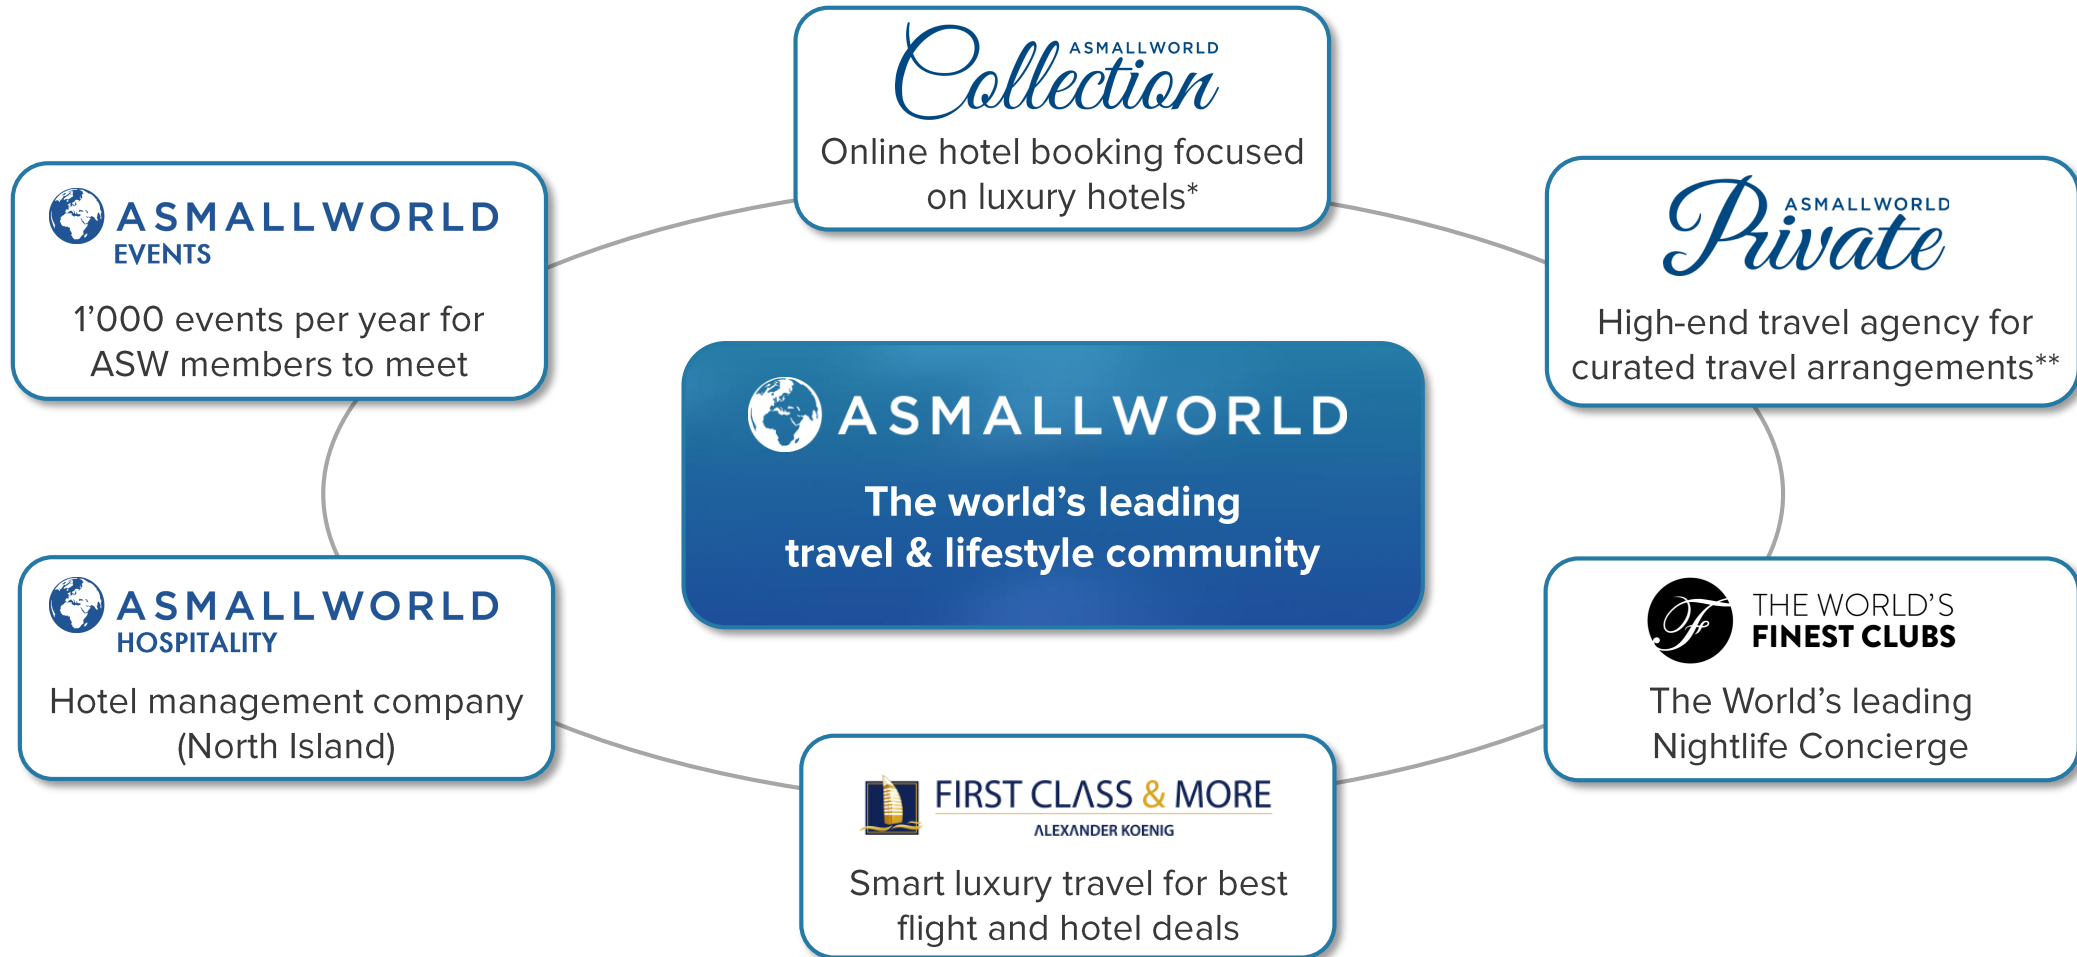 ASMALLWORLD
Collection
Online hotel booking focused
on luxury hotels*
ASMALLWORLD
EVENTS
1’000 events per year for
ASW members to meet
ASMALLWORLD
Private
High-end travel agency for
curated travel arrangements**
ASMALLWORLD
The world’s leading
travel & lifestyle community
ASMALLWORLD
HOSPITALITY
Hotel management company
(North Island)
F
THE WORLD’S
FINEST CLUBS
The World’s leading
Nightlife Concierge
FIRST CLASS & MORE
ALEXANDER KOENIG
Smart luxury travel for best
flight and hotel deals